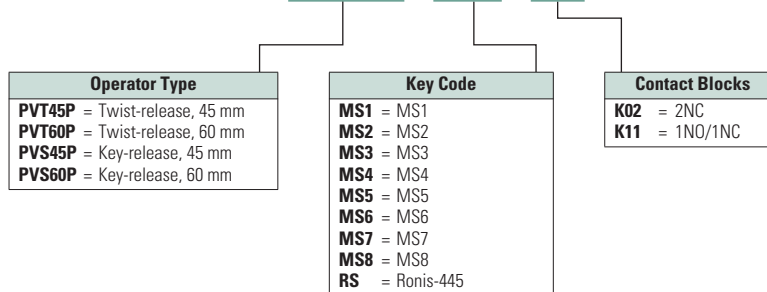 Operator Type
PVT45P = Twist-release, 45 mm
PVT60P = Twist-release, 60 mm
PVS45P = Key-release, 45 mm
PVS60P = Key-release, 60 mm
Key Code
MS1 = MS1
MS2 = MS2
MS3 = MS3
MS4 = MS4
MS5 = MS5
MS6 = MS6
MS7 = MS7
MS8 = MS8
RS = Ronis-445
Contact Blocks
K02 = 2NC
K11 = 1NO/1NC